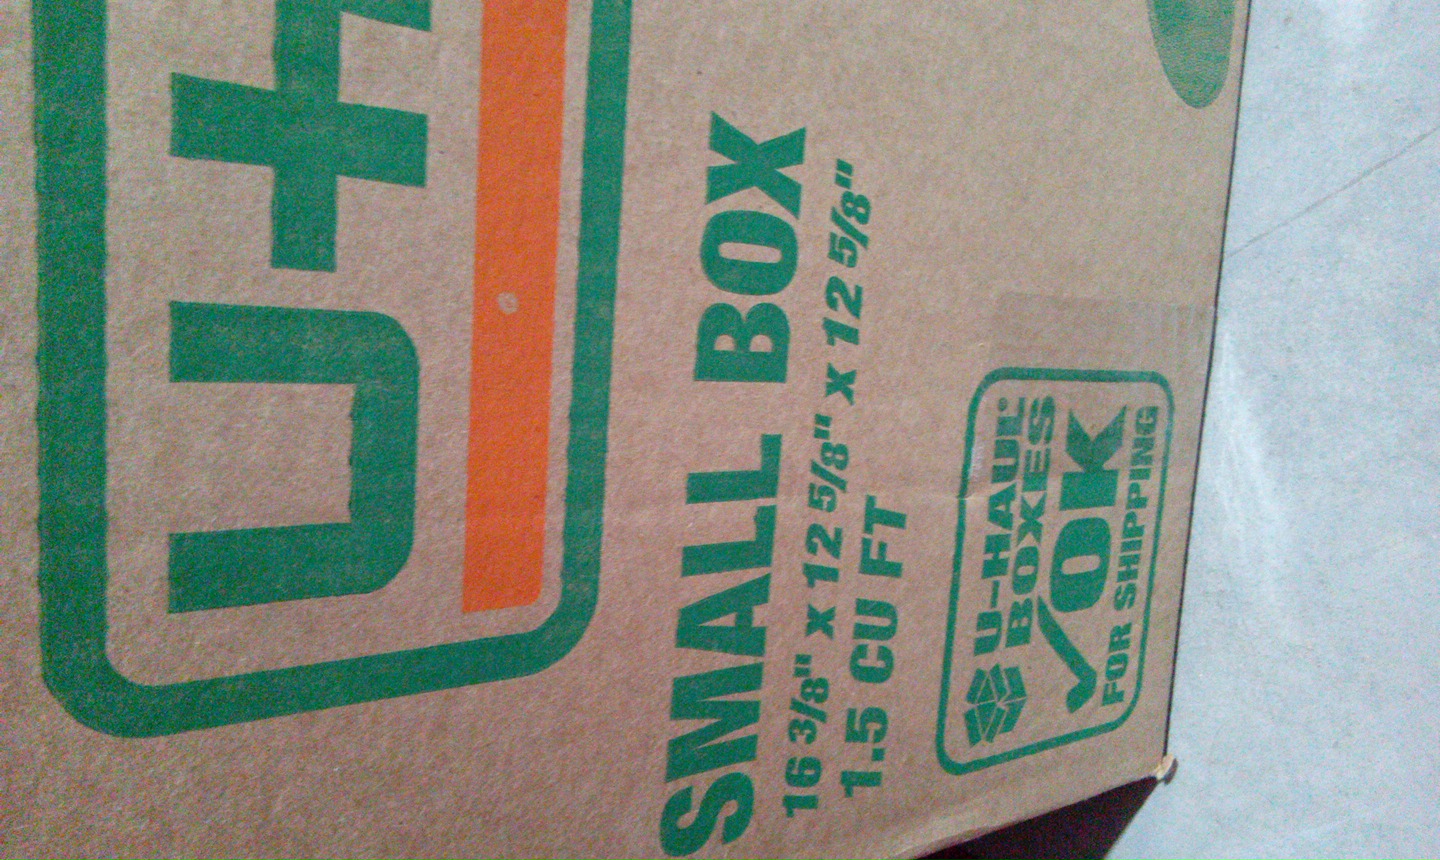 U-H
SMALL BOX
16 3/8" x 12 5/8" x 12 5/8"
1.5 CU FT
U-HAUL®
BOXES
✓OK
FOR SHIPPING